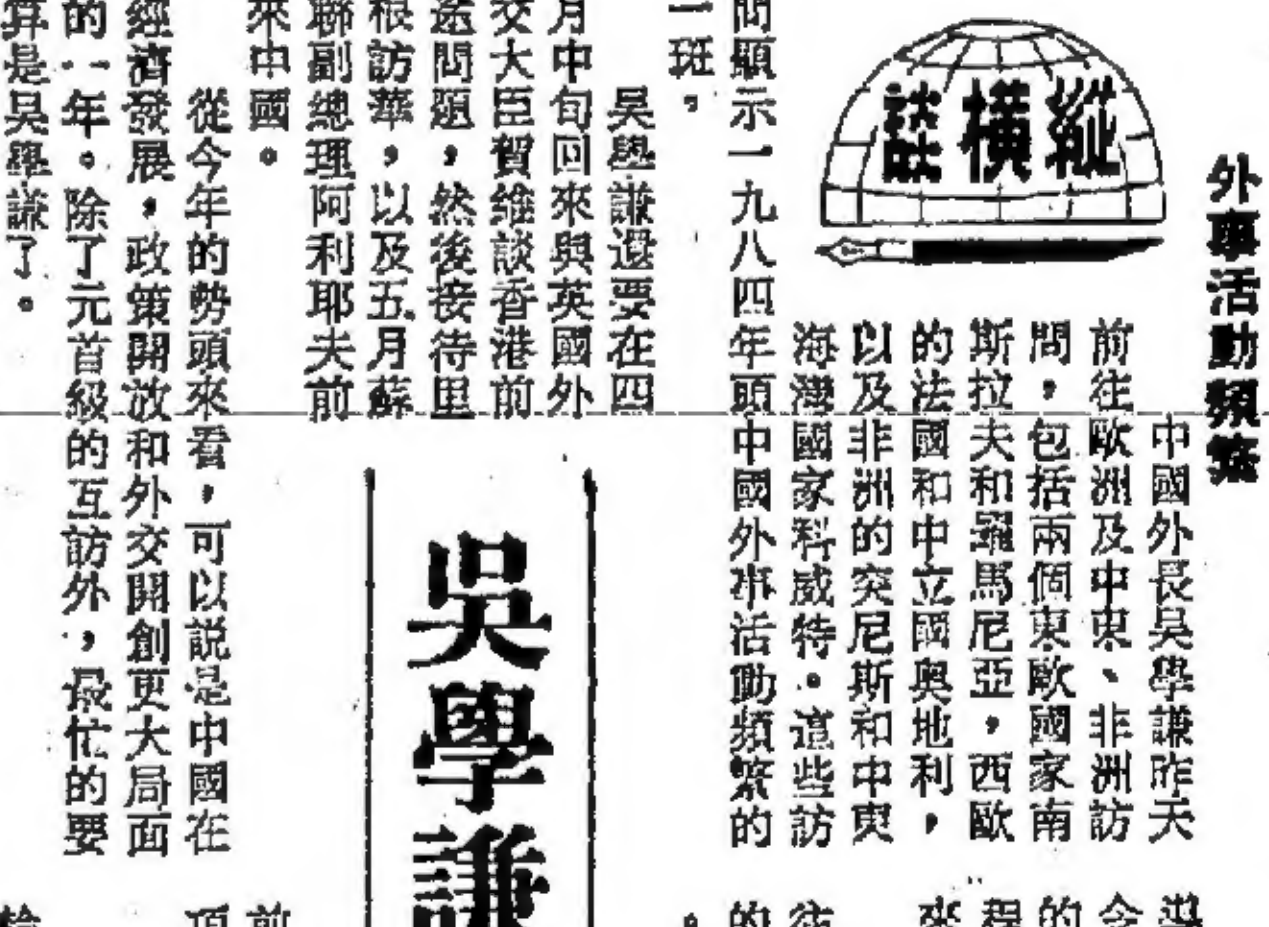 外事活動頻繁
縱橫談
中國外長吳學謙昨天
前往歐洲及中東、非洲訪
問，包括兩個東歐國家南
斯拉夫和羅馬尼亞，西歐
的法國和中立國奧地利，
以及非洲的突尼斯和中東
海灣國家科威特。這些訪
問顯示一九八四年頭中國外事活動頻繁的
一斑。
吳學謙還要在四
月中旬回來與英國外
交大臣賀維談香港前
途問題，然後接待里
根訪華，以及五月蘇
聯副總理阿利耶夫前
來中國。
從今年的勢頭來看，可以説是中國在
經濟發展，政策開放和外交開創更大局面
的一年。除了元首級的互訪外，最忙的要
算是吳學謙了。
吳學謙
的往
來程的令
前
項